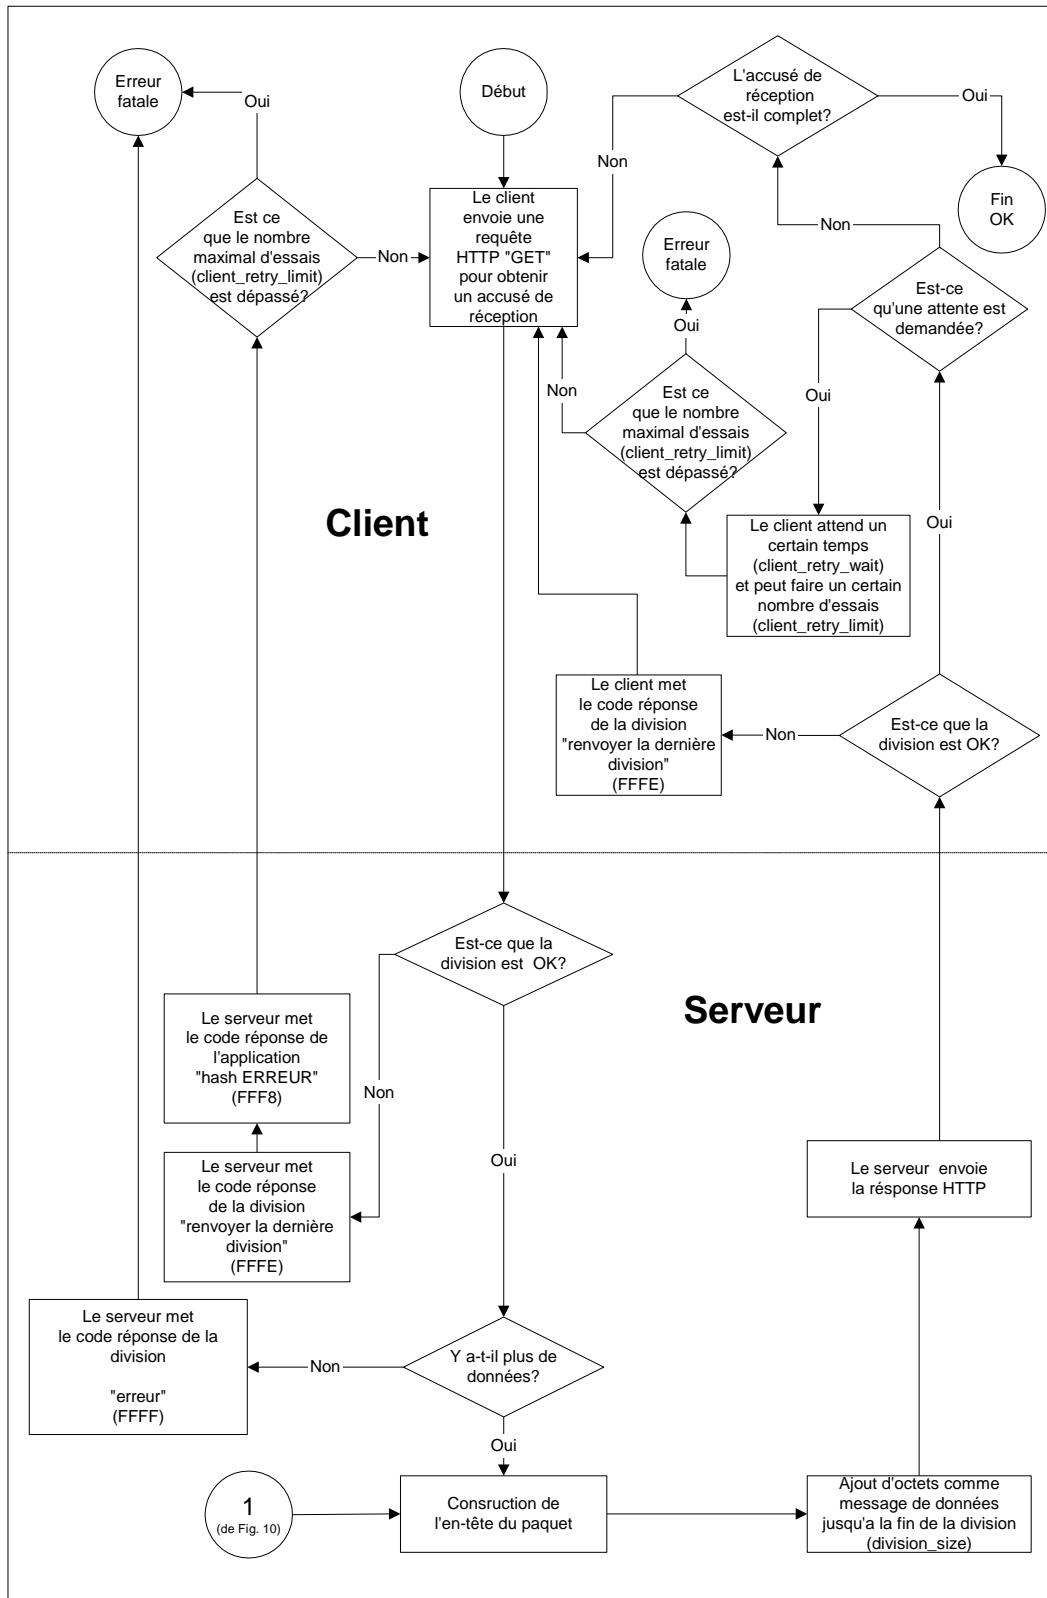 Erreur
fatale
Oui
Début
L'accusé de
réception
est-il complet?
Oui
Non
Fin
OK
Est ce
que le nombre
maximal d'essais
(client_retry_limit)
est dépassé?
Non
Le client
envoie une
requête
HTTP "GET"
pour obtenir
un accusé de
réception
Erreur
fatale
Non
Est-ce
qu'une attente est
demandée?
Oui
Non
Est ce
que le nombre
maximal d'essais
(client_retry_limit)
est dépassé?
Oui
Client
Le client attend un
certain temps
(client_retry_wait)
et peut faire un certain
nombre d'essais
(client_retry_limit)
Oui
Le client met
le code réponse
de la division
"renvoyer la dernière
division"
(FFFE)
Non
Est-ce que la
division est OK?
Est-ce que la
division est OK?
Serveur
Le serveur met
le code réponse de
l'application
"hash ERREUR"
(FFF8)
Non
Oui
Le serveur met
le code réponse
de la division
"renvoyer la dernière
division"
(FFFE)
Le serveur envoie
la résponse HTTP
Le serveur met
le code réponse de la
division
"erreur"
(FFFF)
Non
Y a-t-il plus de
données?
Oui
1
(de Fig. 10)
Consruction de
l'en-tête du paquet
Ajout d'octets comme
message de données
jusqu'a la fin de la division
(division_size)